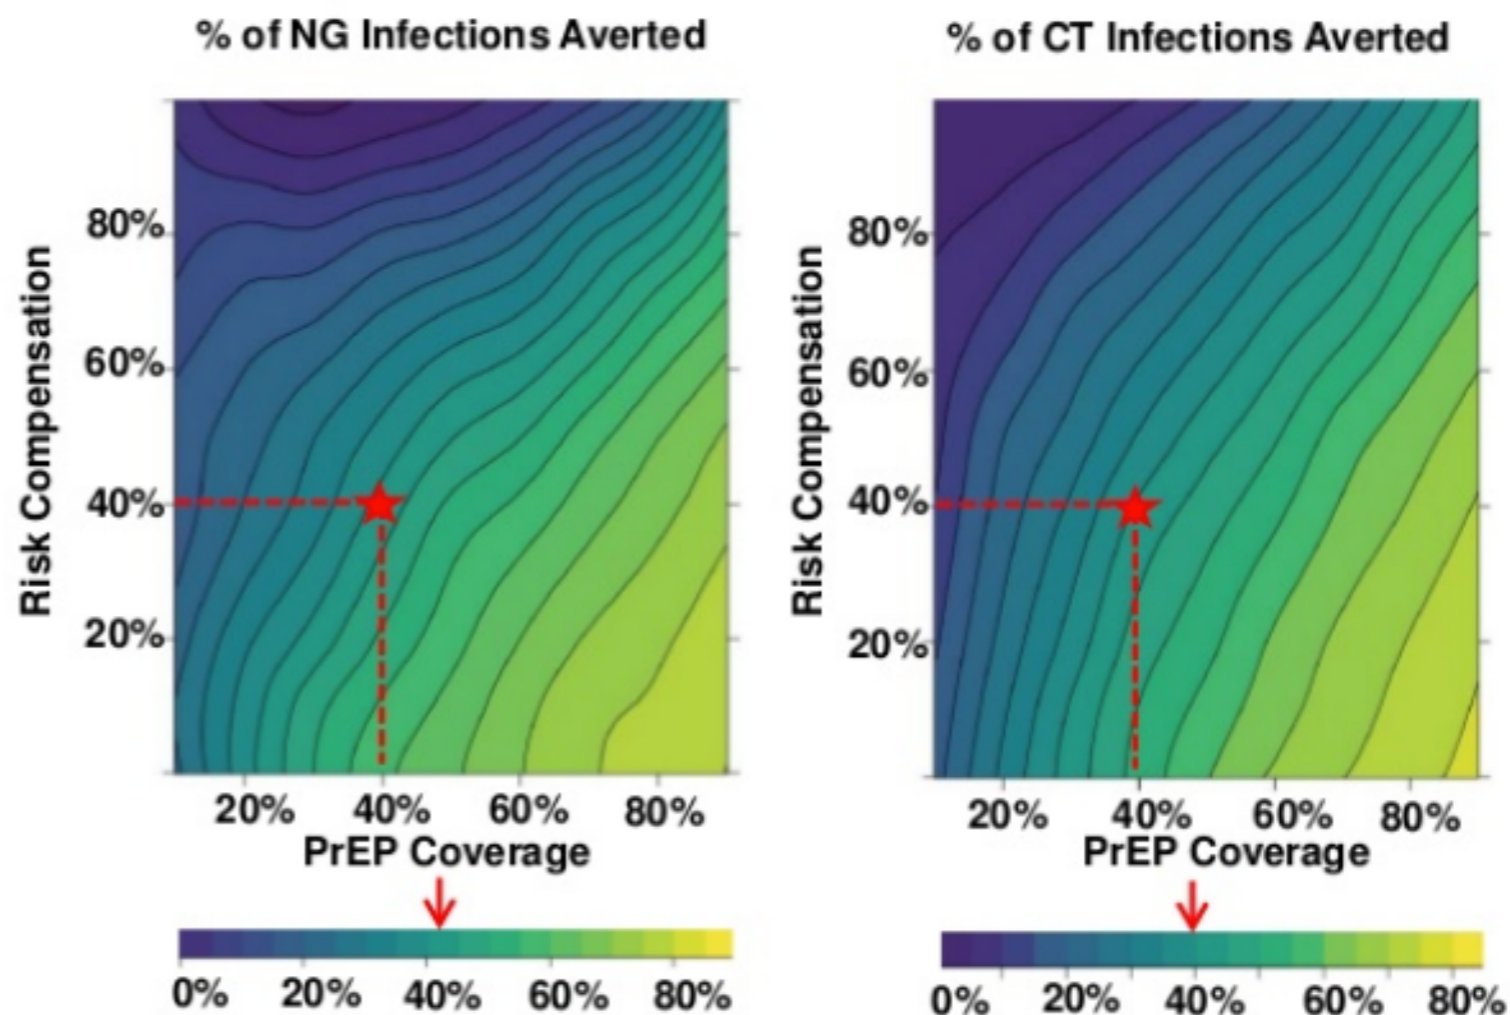 % of NG Infections Averted
Risk Compensation
80%
60%
40%
20%
20% 40% 60% 80%
PrEP Coverage
0% 20% 40% 60% 80%
% of CT Infections Averted
Risk Compensation
80%
60%
40%
20%
20% 40% 60% 80%
PrEP Coverage
0% 20% 40% 60% 80%